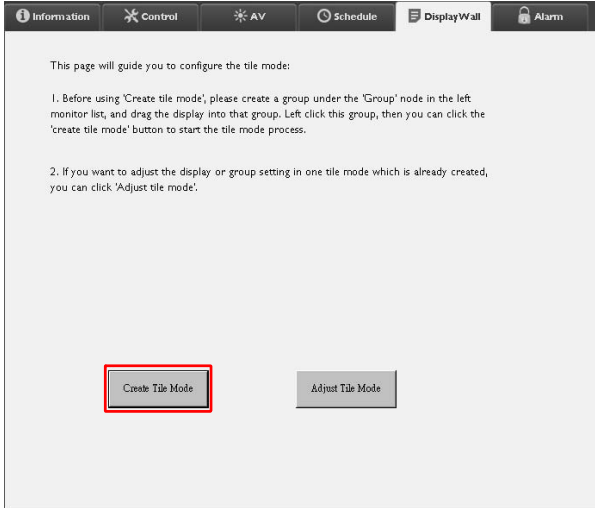 Information Control AV Schedule DisplayWall Alarm
This page will guide you to configure the tile mode:
1. Before using 'Create tile mode', please create a group under the 'Group' node in the left
monitor list, and drag the display into that group. Left click this group, then you can click the
'create tile mode' button to start the tile mode process.
2. If you want to adjust the display or group setting in one tile mode which is already created,
you can click 'Adjust tile mode'.
Create Tile Mode Adjust Tile Mode